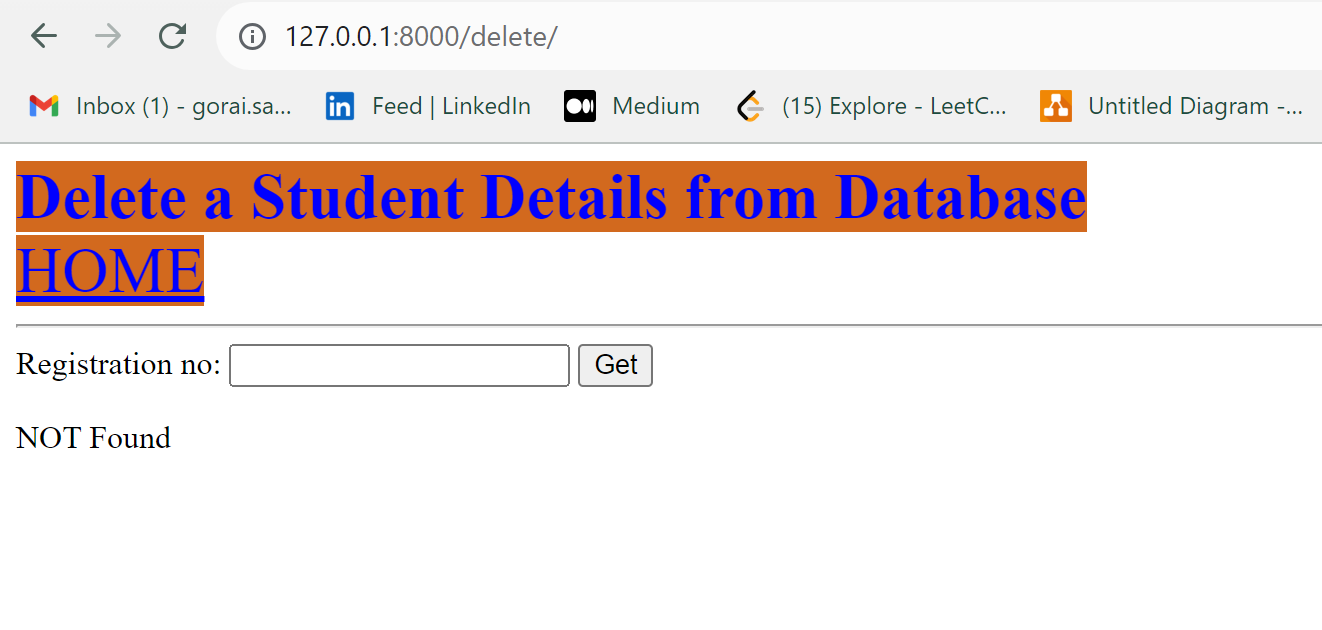 127.0.0.1:8000/delete/
Inbox (1) - gorai.sa... Feed | LinkedIn Medium (15) Explore - LeetC... Untitled Diagram -...
Delete a Student Details from Database
HOME
Registration no: Get
NOT Found